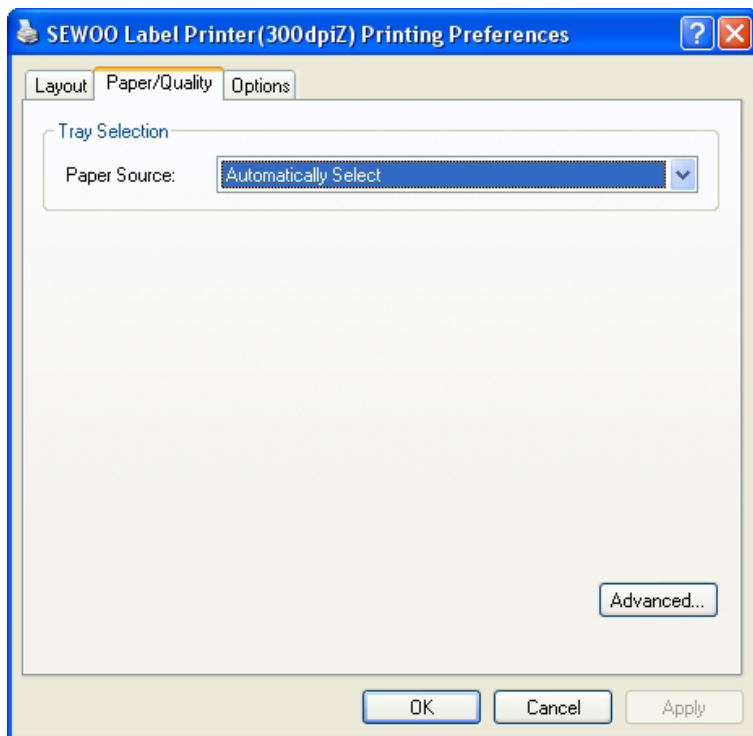 SEWOO Label Printer(300dpiZ) Printing Preferences
Layout Paper/Quality Options
Tray Selection
Paper Source: Automatically Select
Advanced...
OK Cancel Apply